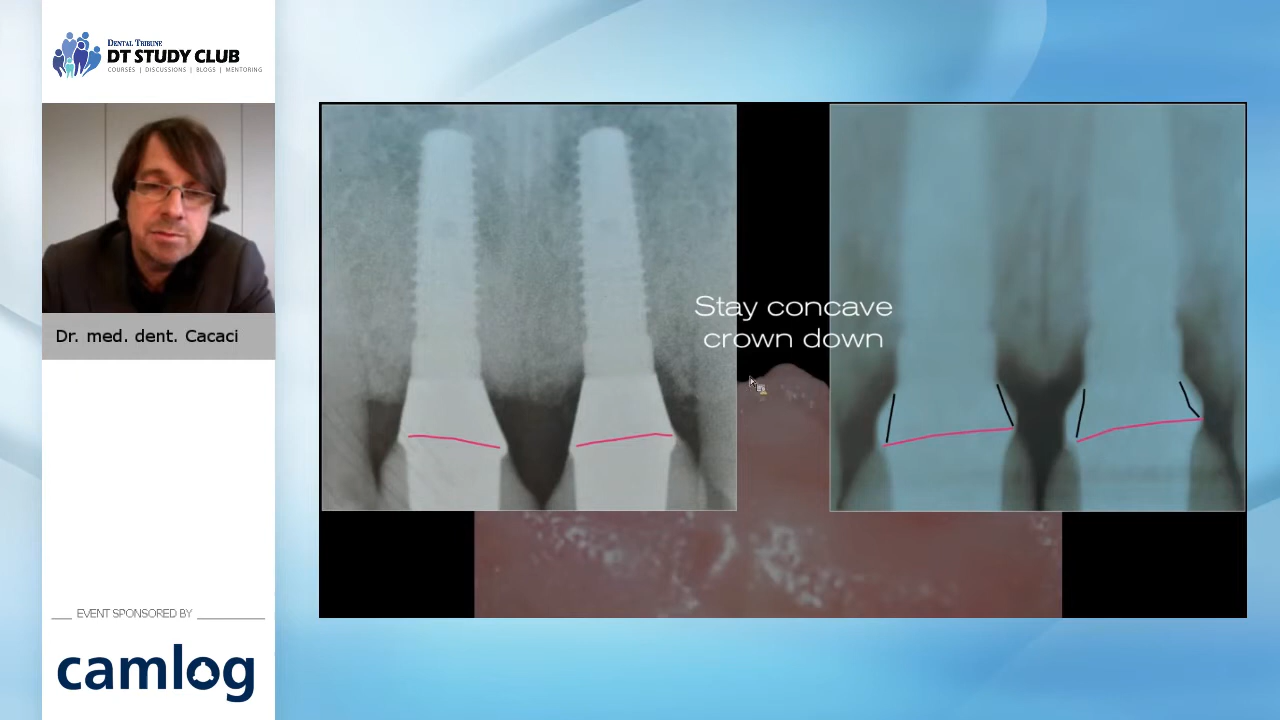 DENTAL TRIBUNE
DT STUDY CLUB
COURSES | DISCUSSIONS | BLOGS | MENTORING
Dr. med. dent. Cacaci
EVENT SPONSORED BY
camlog
Stay concave
crown down